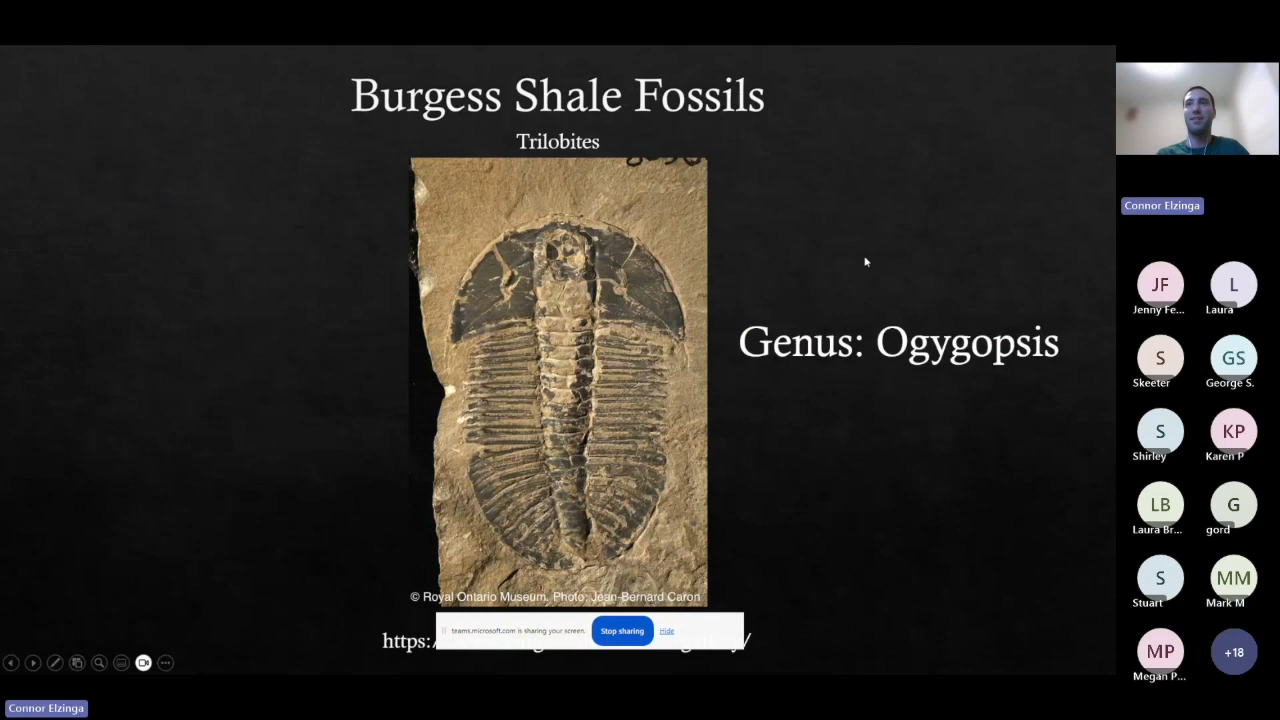 Burgess Shale Fossils
Trilobites
Genus: Ogygopsis
© Royal Ontario Museum. Photo: Jean-Bernard Caron
https:/
teams.microsoft.com is sharing your screen.
Stop sharing
Hide
Connor Elzinga
JF
Jenny Fe...
L
Laura
S
Skeeter
GS
George S.
S
Shirley
KP
Karen P
LB
Laura Br...
G
gord
S
Stuart
MM
Mark M
MP
Megan P...
+18
Connor Elzinga